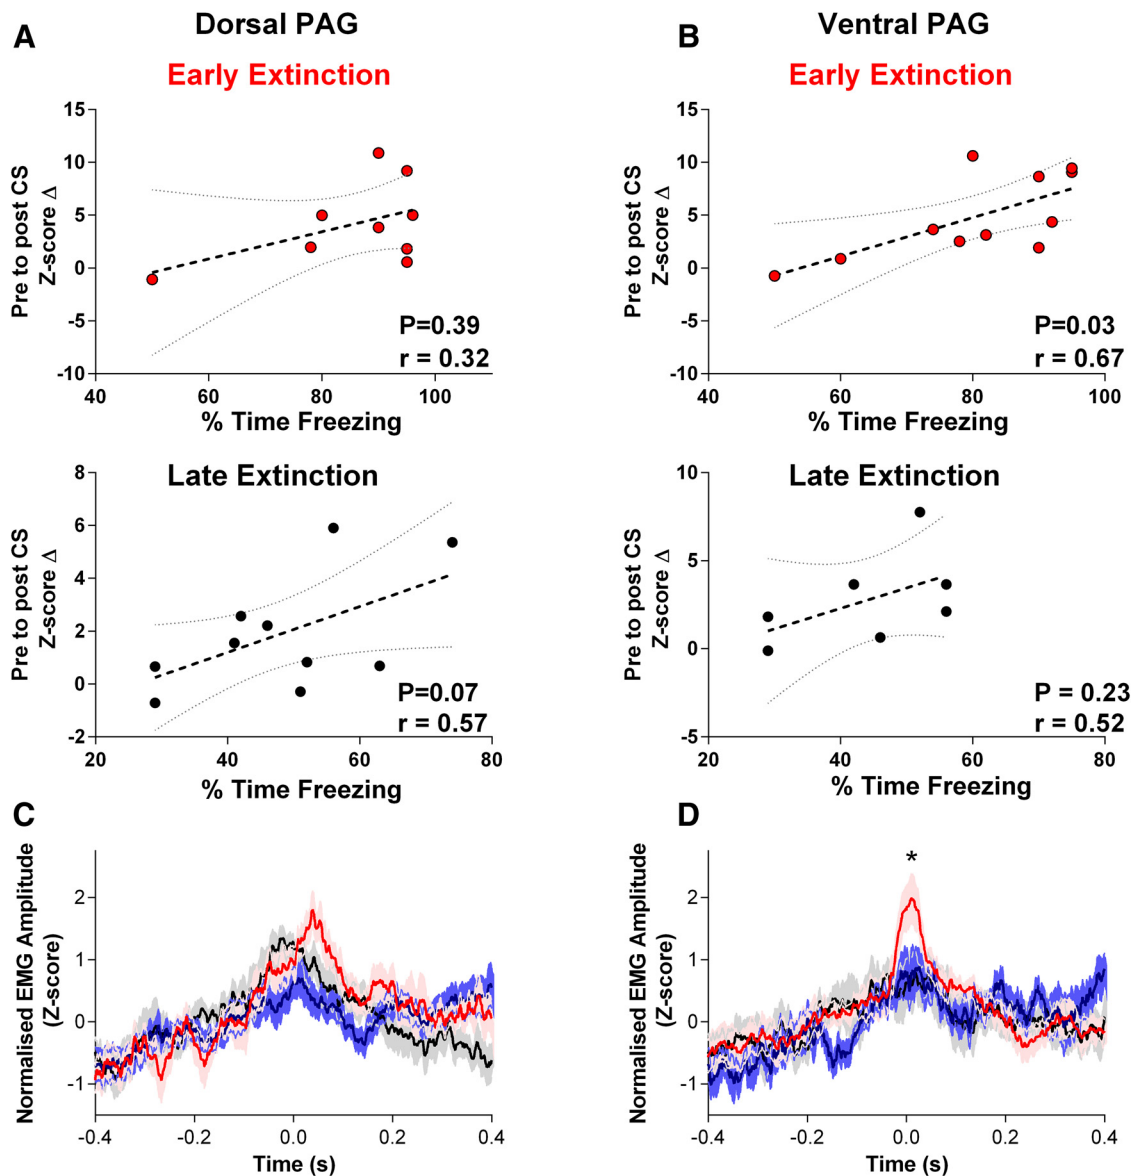 A
Dorsal PAG
Early Extinction
Pre to post CS
Z-score Δ
15
10
5
0
-5
-10
40
60
80
100
% Time Freezing
P=0.39
r = 0.32
B
Ventral PAG
Early Extinction
Pre to post CS
Z-score Δ
15
10
5
0
-5
-10
40
60
80
100
% Time Freezing
P=0.03
r = 0.67
Late Extinction
Pre to post CS
Z-score Δ
8
6
4
2
0
-2
20
40
60
80
% Time Freezing
P=0.07
r = 0.57
Late Extinction
Pre to post CS
Z-score Δ
10
5
0
-5
20
40
60
80
% Time Freezing
P = 0.23
r = 0.52
C
Normalised EMG Amplitude
(Z-score)
2
1
0
-1
-0.4
-0.2
0.0
0.2
0.4
Time (s)
D
Normalised EMG Amplitude
(Z-score)
2
1
0
-1
*
-0.4
-0.2
0.0
0.2
0.4
Time (s)